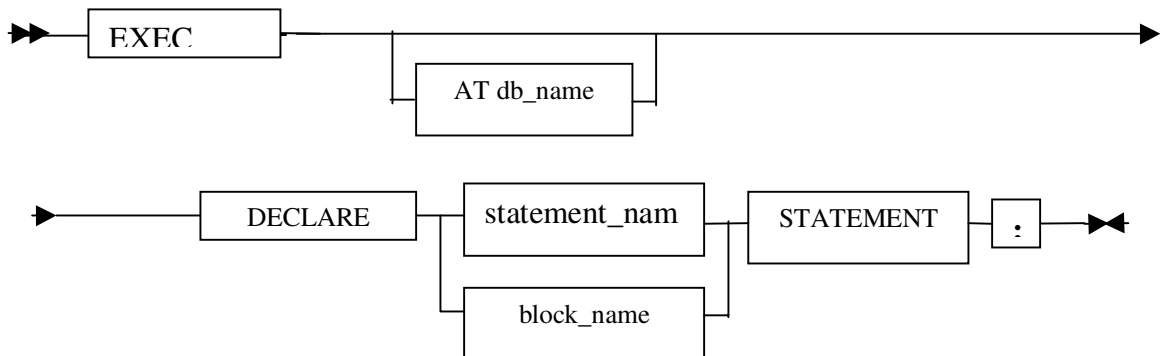 EXEC
AT db_name
DECLARE
statement_nam
STATEMENT
block_name